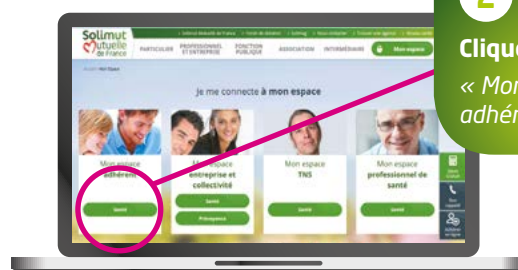 2
Clique
« Mon
adhér
Solimut
Mutuelle
de France
PARTICULIER
PROFESSIONNEL
ET ENTREPRISE
FONCTION
PUBLIQUE
ASSOCIATION
INTERMÉDIAIRE
Mon espace
Je me connecte à mon espace
Mon espace
adhérent
Santé
Mon espace
entreprise et
collectivité
Santé
Prévoyance
Mon espace
TNS
Santé
Mon espace
professionnel de
santé
Santé